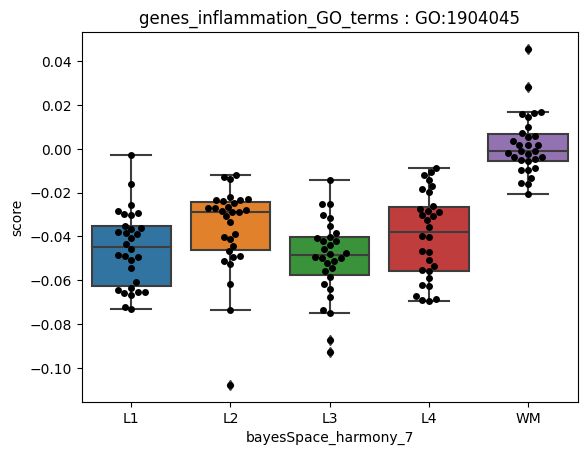 genes_inflammation_GO_terms : GO:1904045
0.04
0.02
0.00
−0.02
−0.04
−0.06
−0.08
−0.10
score
L1 L2 L3 L4 WM
bayesSpace_harmony_7